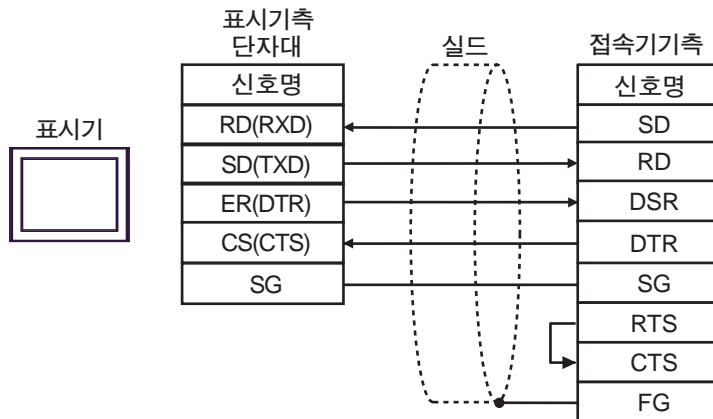 표시기
표시기측
단자대
신호명
RD(RXD)
SD(TXD)
ER(DTR)
CS(CTS)
SG
실드
접속기기측
신호명
SD
RD
DSR
DTR
SG
RTS
CTS
FG